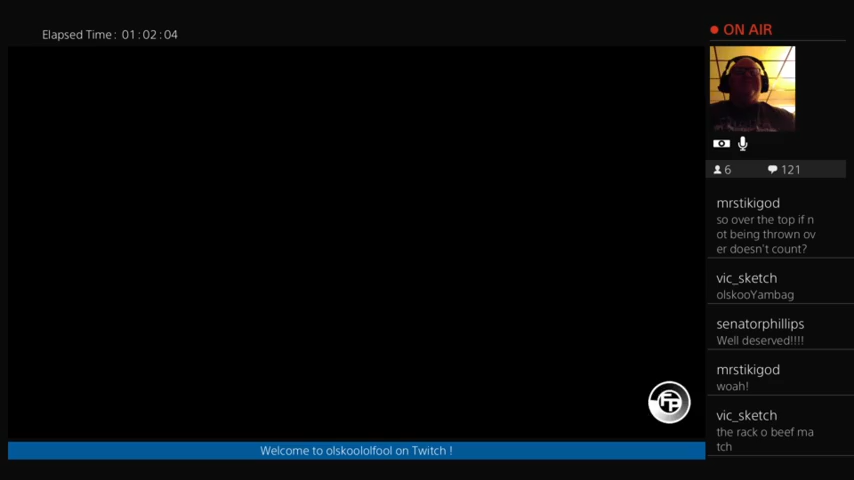 Elapsed Time: 01:02:04
ON AIR
6 121
mrstikigod
so over the top if n
ot being thrown ov
er doesn't count?
vic_sketch
olskooYambag
senatorphillips
Well deserved!!!!
mrstikigod
woah!
vic_sketch
the rack o beef ma
tch
Welcome to olskoololfool on Twitch !